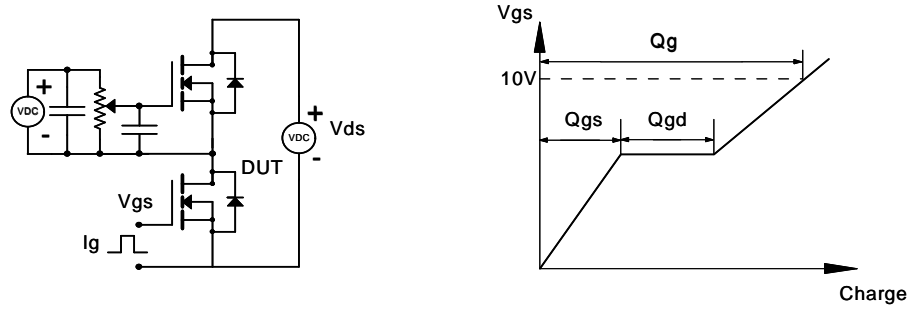 VDC
+
-
Vgs
Ig
DUT
+
VDC
-
Vds
Vgs
Qg
10V
Qgs
Qgd
Charge